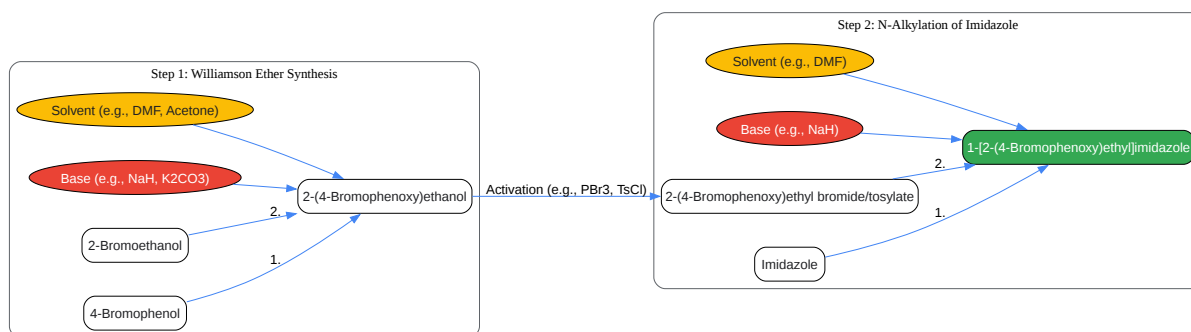 Step 1: Williamson Ether Synthesis
Solvent (e.g., DMF, Acetone)
Base (e.g., NaH, K2CO3)
2.
2-Bromoethanol
1.
4-Bromophenol
2-(4-Bromophenoxy)ethanol
Activation (e.g., PBr3, TsCl)
Step 2: N-Alkylation of Imidazole
Solvent (e.g., DMF)
Base (e.g., NaH)
2.
2-(4-Bromophenoxy)ethyl bromide/tosylate
1.
Imidazole
1-[2-(4-Bromophenoxy)ethyl]imidazole